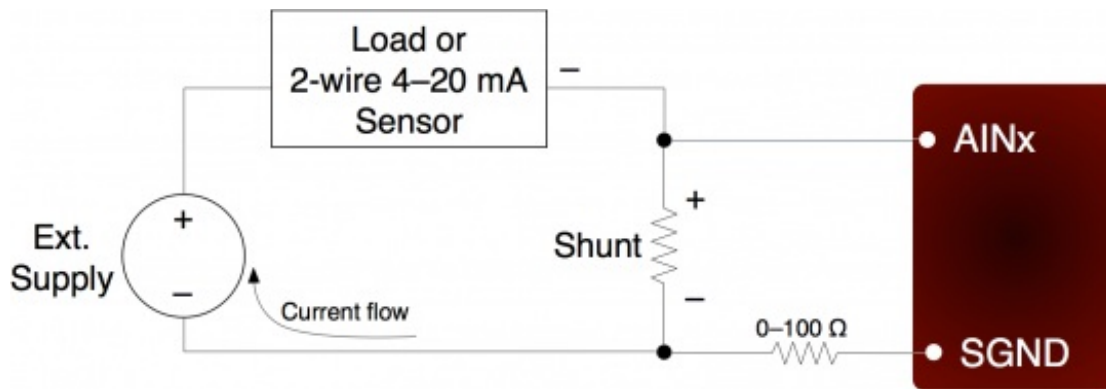 Load or
2-wire 4–20 mA
Sensor
–
AINx
+
Ext.
Supply
+
Shunt
–
–
Current flow
0–100 Ω
SGND